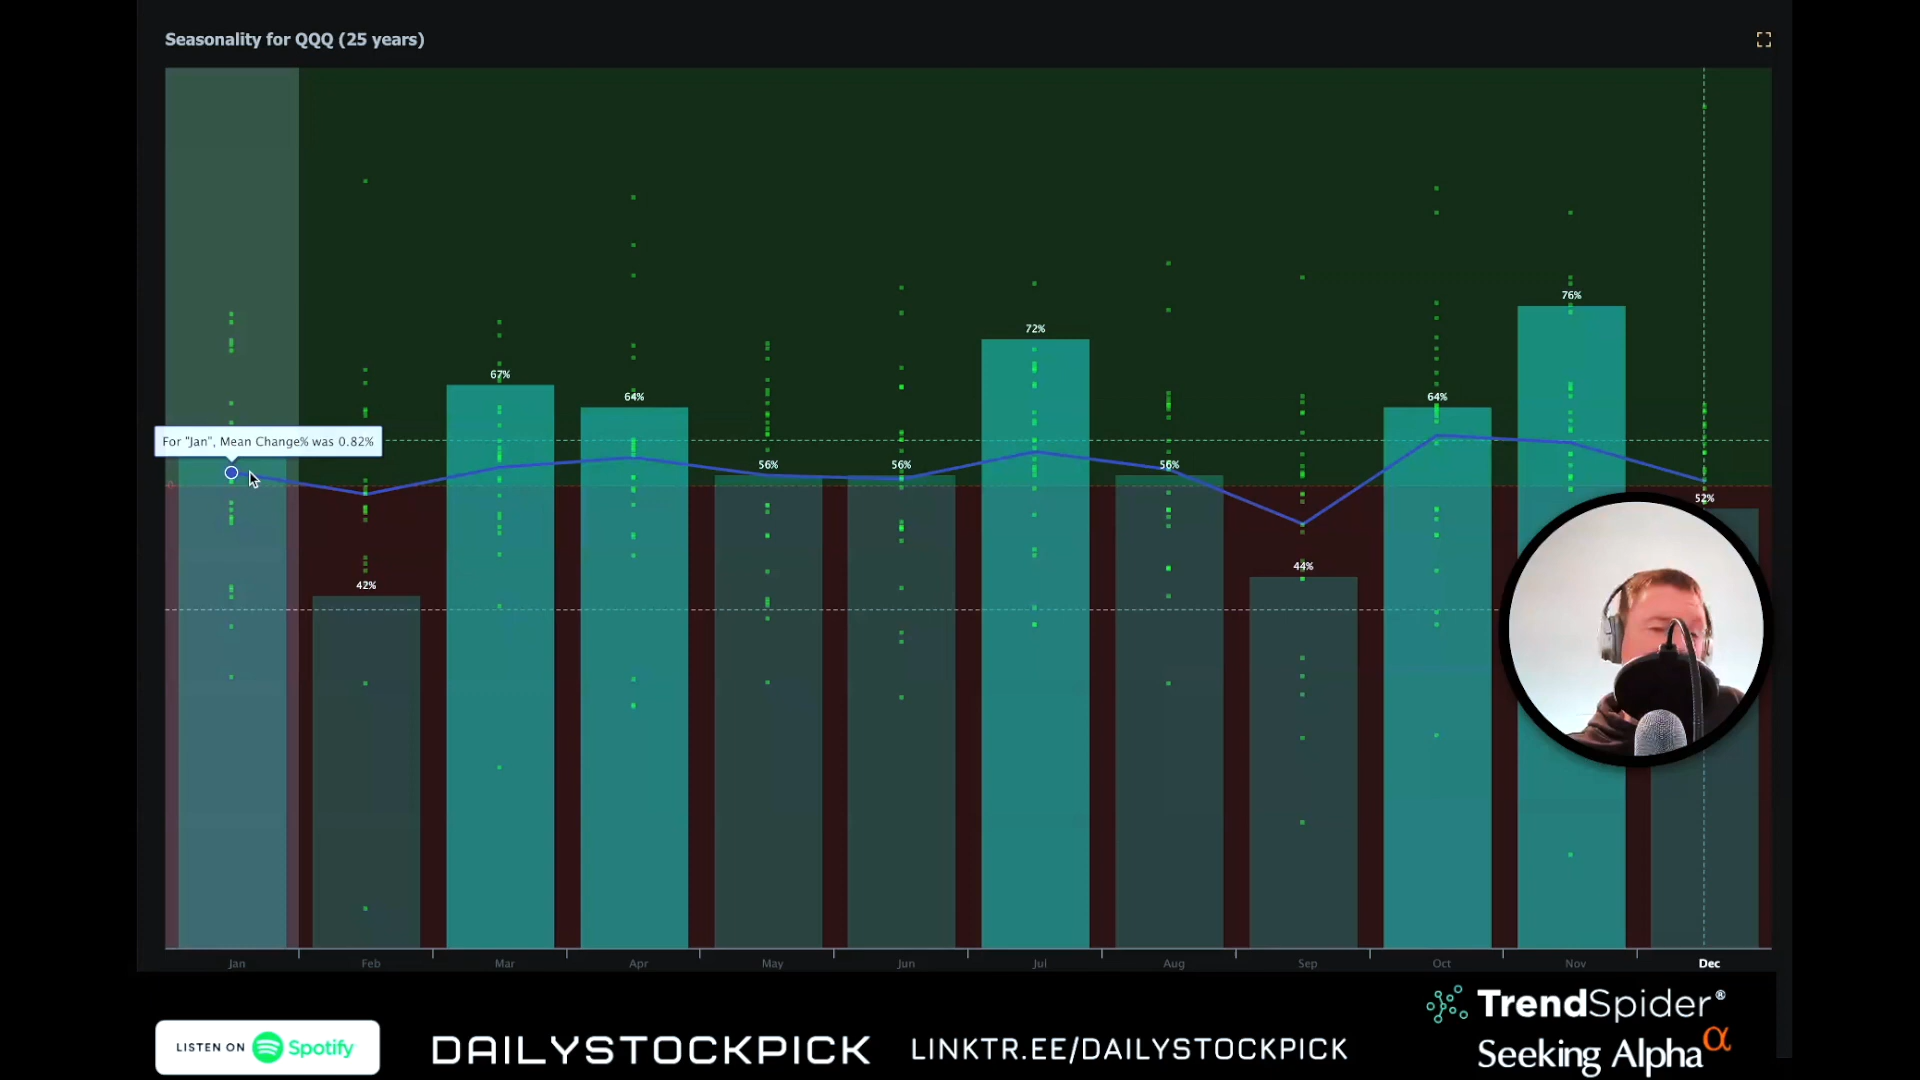 Seasonality for QQQ (25 years)
76%
72%
67%
64%
64%
For "Jan", Mean Change% was 0.82%
56%
56%
56%
52%
44%
42%
Jan
Feb
Mar
Apr
May
Jun
Jul
Aug
Sep
Oct
Nov
Dec
LISTEN ON Spotify
DAILYSTOCKPICK
LINKTR.EE/DAILYSTOCKPICK
TrendSpider®
Seeking Alpha α